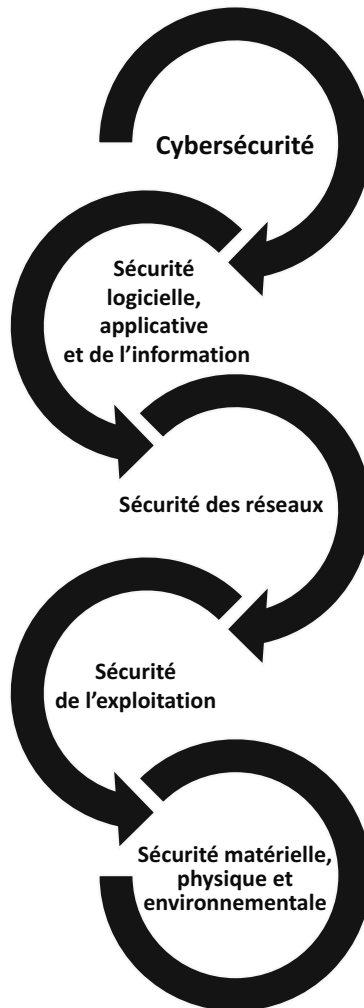 Cybersécurité
Sécurité
logicielle,
applicative
et de l’information
Sécurité des réseaux
Sécurité
de l’exploitation
Sécurité matérielle,
physique et
environnementale